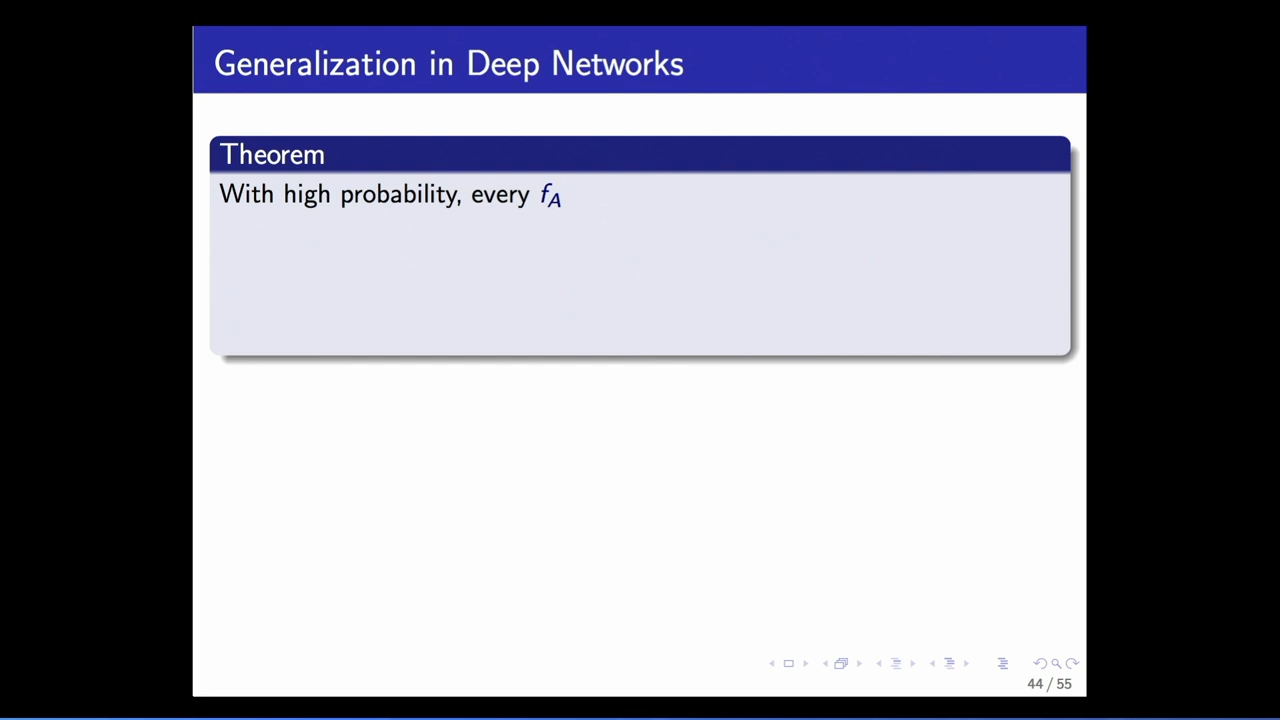 Generalization in Deep Networks
Theorem
With high probability, every f_A
44 / 55